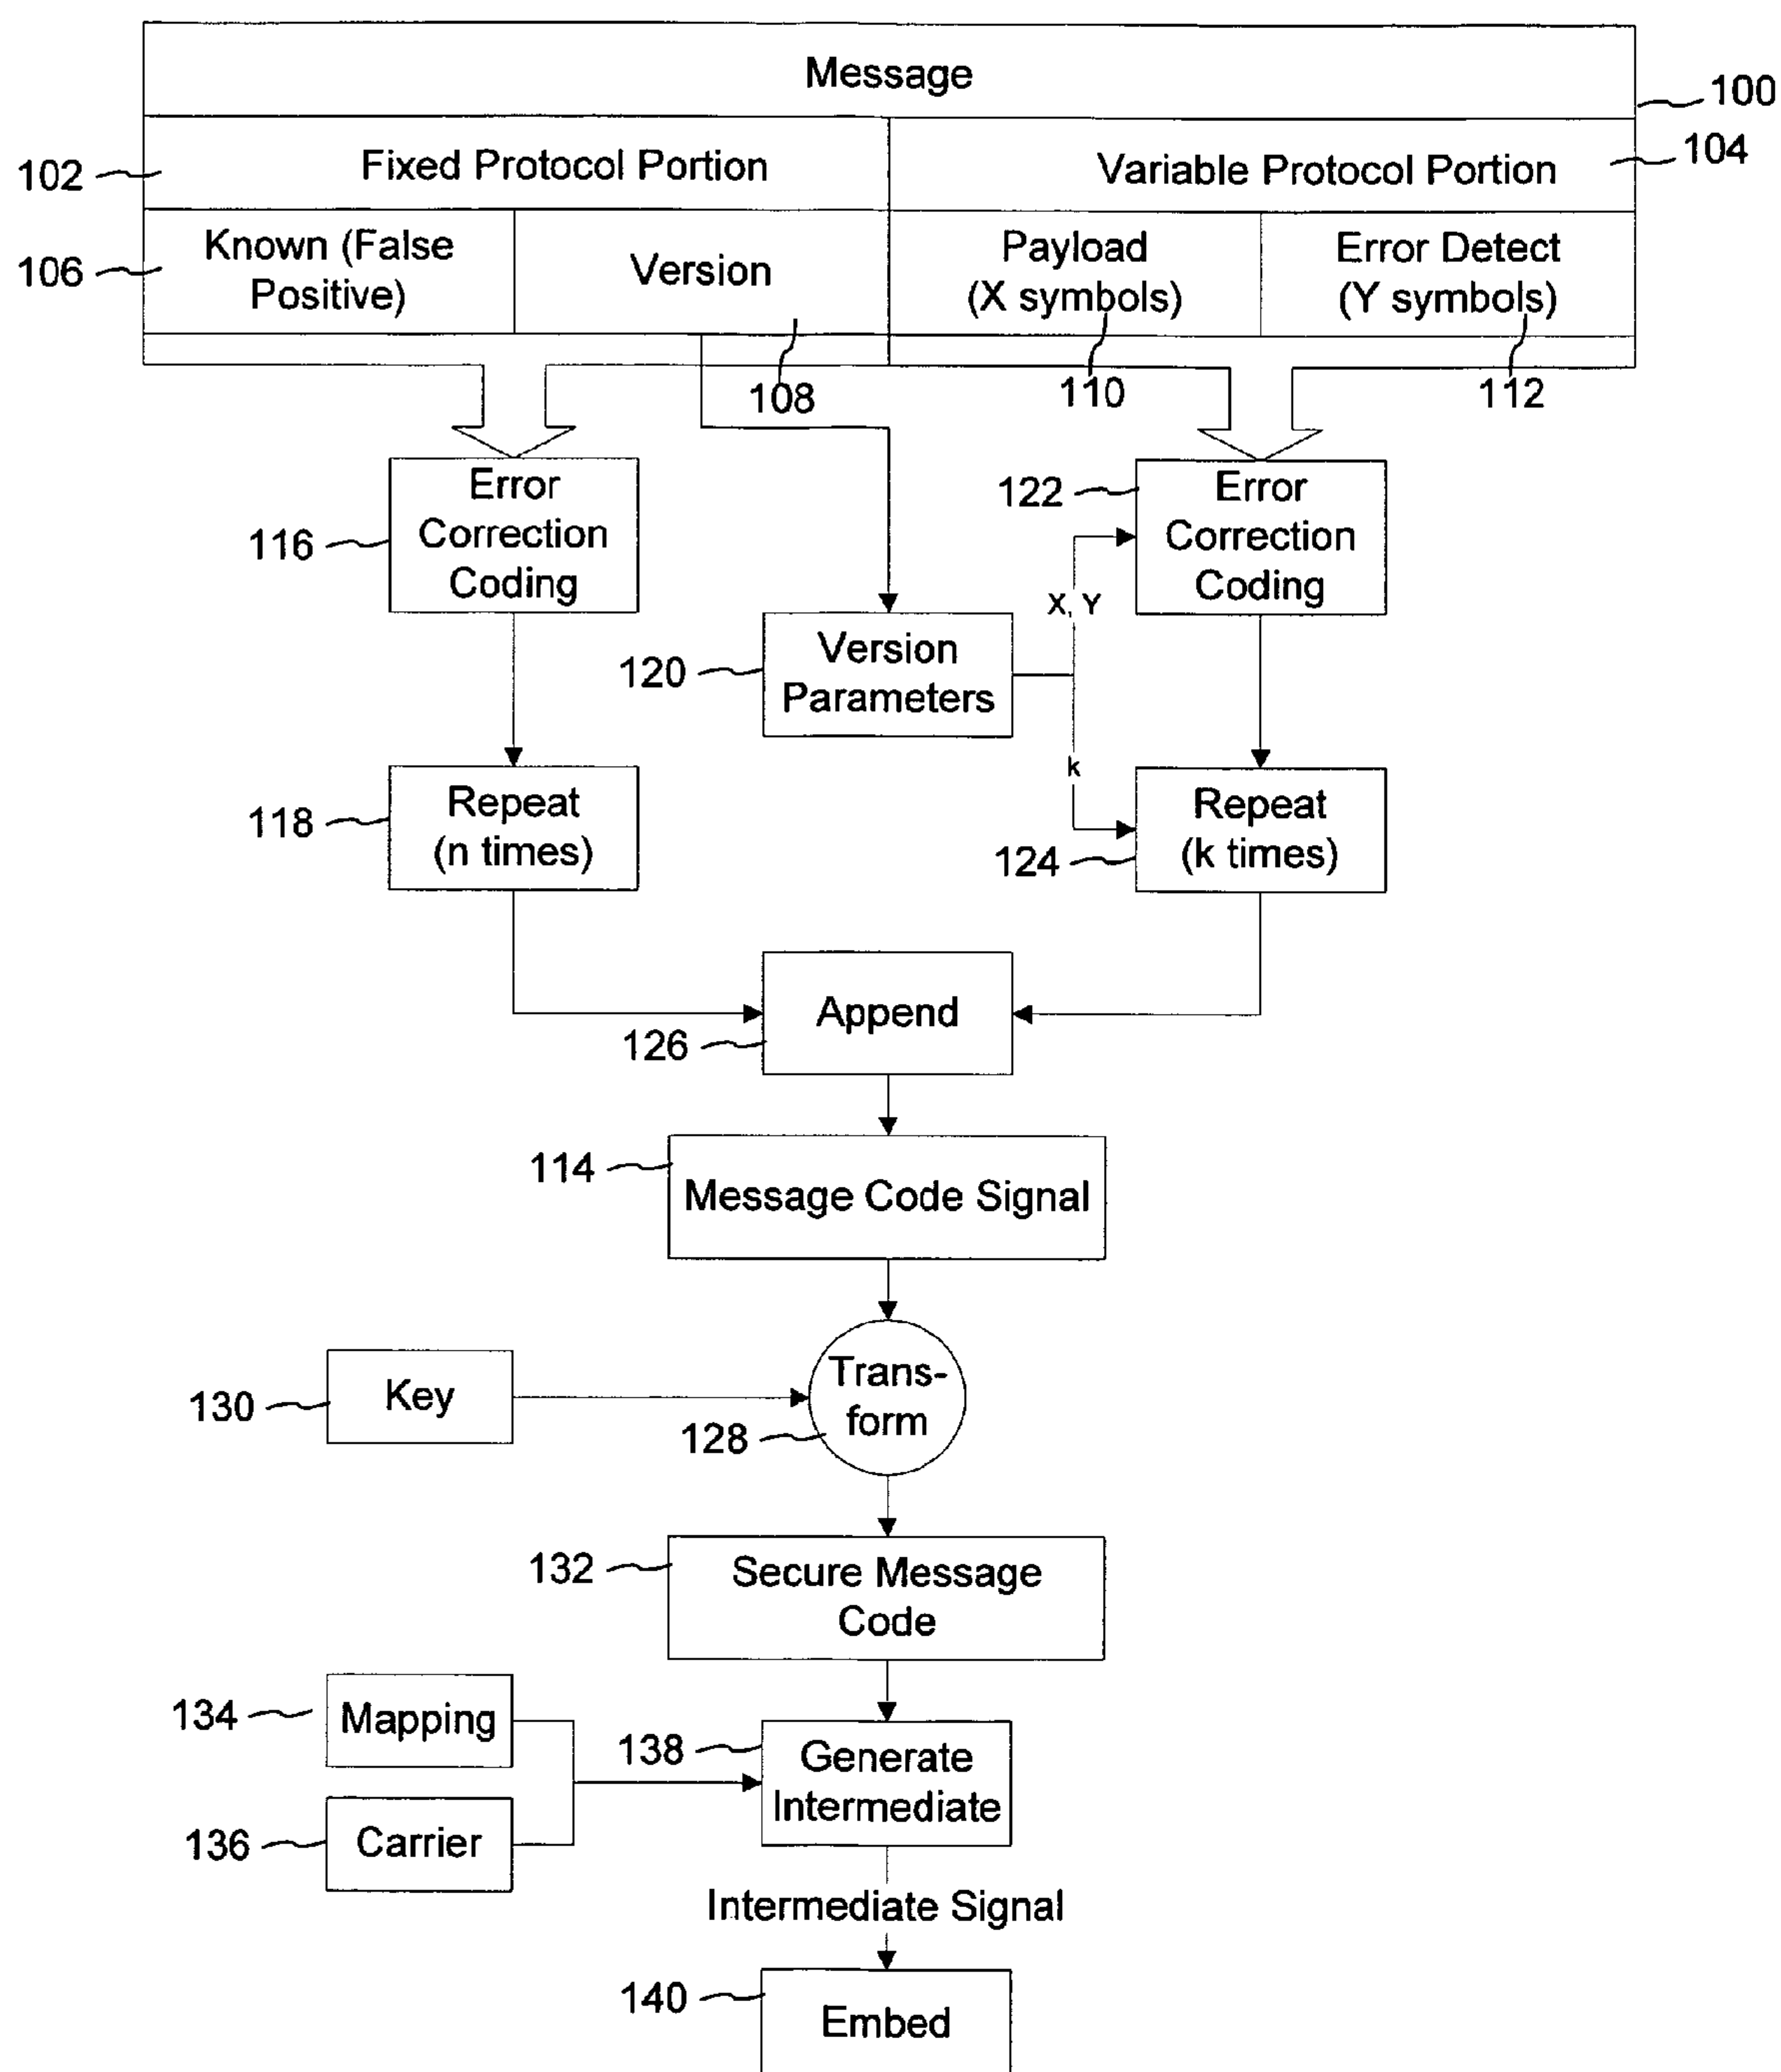 Message
100
102
Fixed Protocol Portion
Variable Protocol Portion
104
106
Known (False
Positive)
Version
Payload
(X symbols)
Error Detect
(Y symbols)
108
110
112
116
Error
Correction
Coding
122
Error
Correction
Coding
X, Y
120
Version
Parameters
k
118
Repeat
(n times)
124
Repeat
(k times)
Append
126
114
Message Code Signal
130
Key
Trans-
form
128
132
Secure Message
Code
134
Mapping
138
Generate
Intermediate
136
Carrier
Intermediate Signal
140
Embed